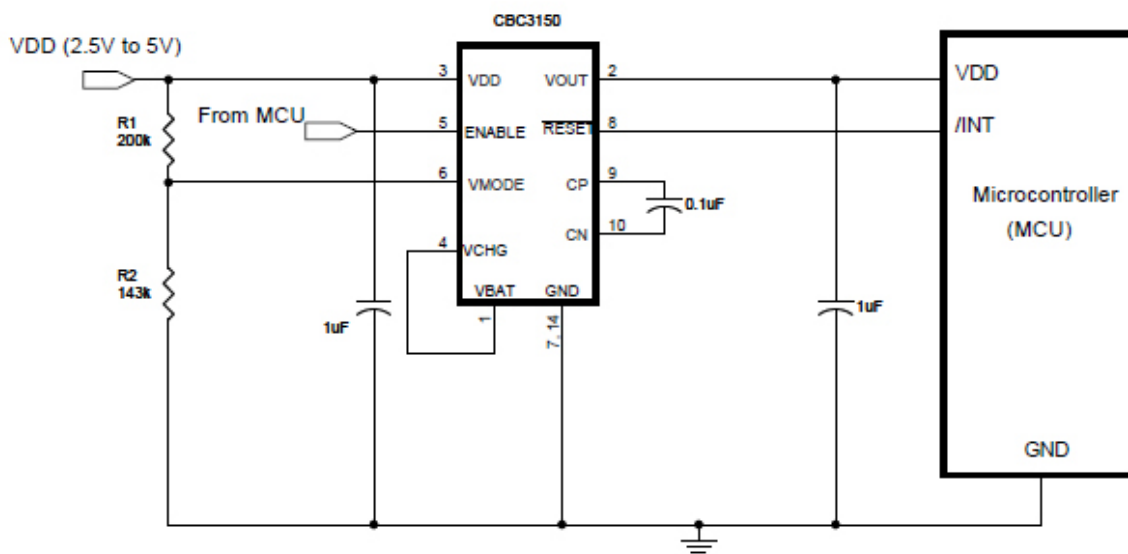 CBC3150
VDD (2.5V to 5V)
3
VDD
VOUT
2
VDD
R1
200k
From MCU
5
ENABLE
RESET
8
/INT
6
VMODE
CP
9
0.1uF
Microcontroller
(MCU)
CN
10
4
VCHG
R2
143k
VBAT
GND
1
7, 14
1uF
1uF
GND